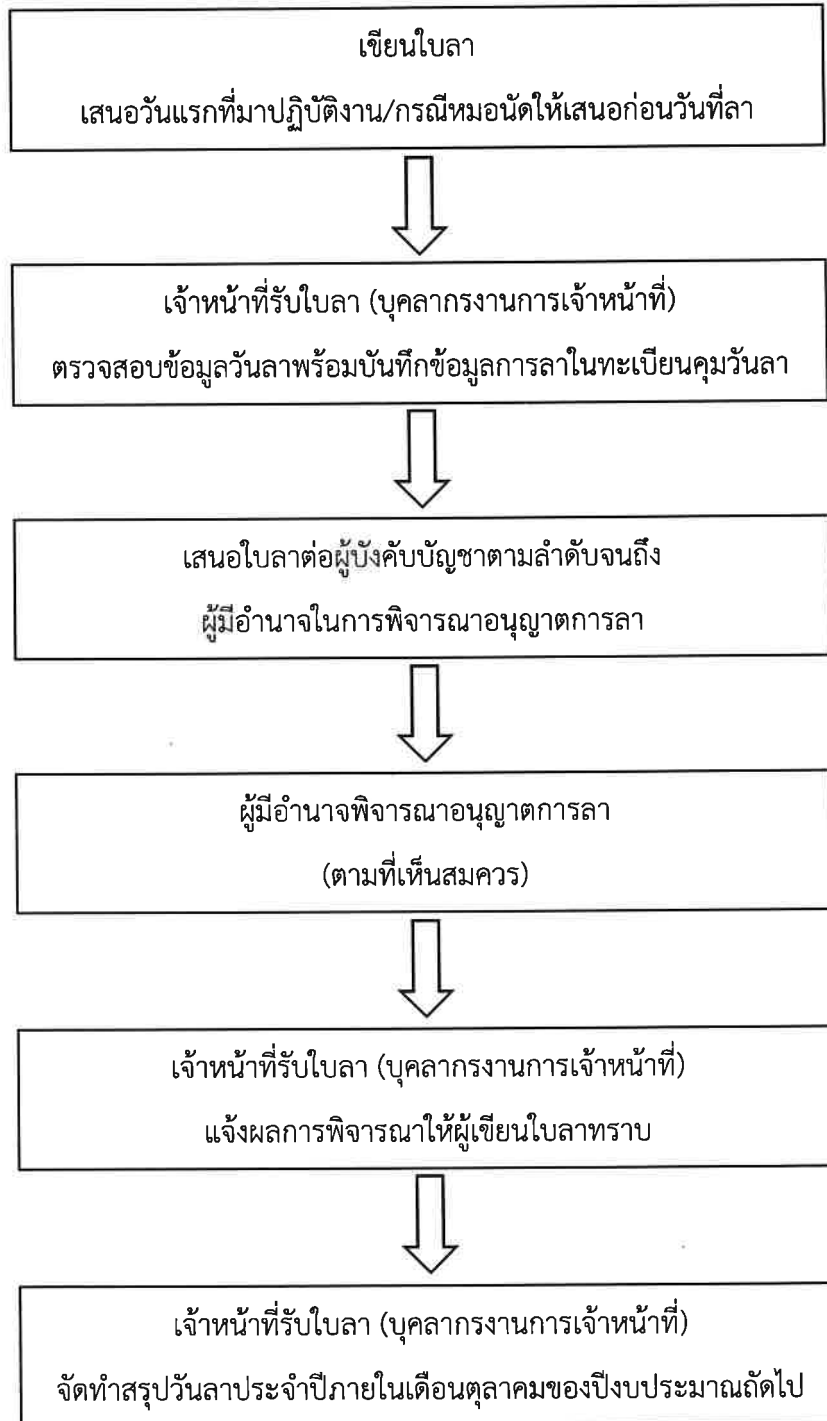 เขียนใบลา
เสนอวันแรกที่มาปฏิบัติงาน/กรณีหมอนัดให้เสนอก่อนวันที่ลา
เจ้าหน้าที่รับใบลา (บุคลากรงานการเจ้าหน้าที่)
ตรวจสอบข้อมูลวันลาพร้อมบันทึกข้อมูลการลาในทะเบียนคุมวันลา
เสนอใบลาต่อผู้บังคับบัญชาตามลำดับจนถึง
ผู้มีอำนาจในการพิจารณาอนุญาตการลา
ผู้มีอำนาจพิจารณาอนุญาตการลา
(ตามที่เห็นสมควร)
เจ้าหน้าที่รับใบลา (บุคลากรงานการเจ้าหน้าที่)
แจ้งผลการพิจารณาให้ผู้เขียนใบลาทราบ
เจ้าหน้าที่รับใบลา (บุคลากรงานการเจ้าหน้าที่)
จัดทำสรุปวันลาประจำปีภายในเดือนตุลาคมของปีงบประมาณถัดไป